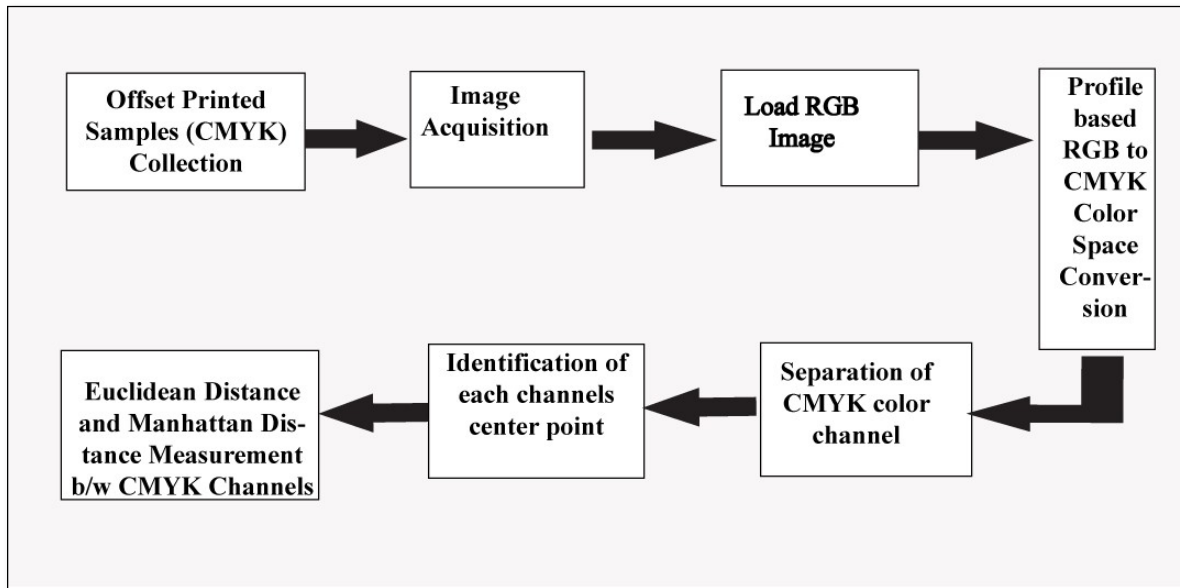 Offset Printed
Samples (CMYK)
Collection
Image
Acquisition
Load RGB
Image
Profile
based
RGB to
CMYK
Color
Space
Conver-
sion
Separation of
CMYK color
channel
Identification of
each channels
center point
Euclidean Distance
and Manhattan Dis-
tance Measurement
b/w CMYK Channels